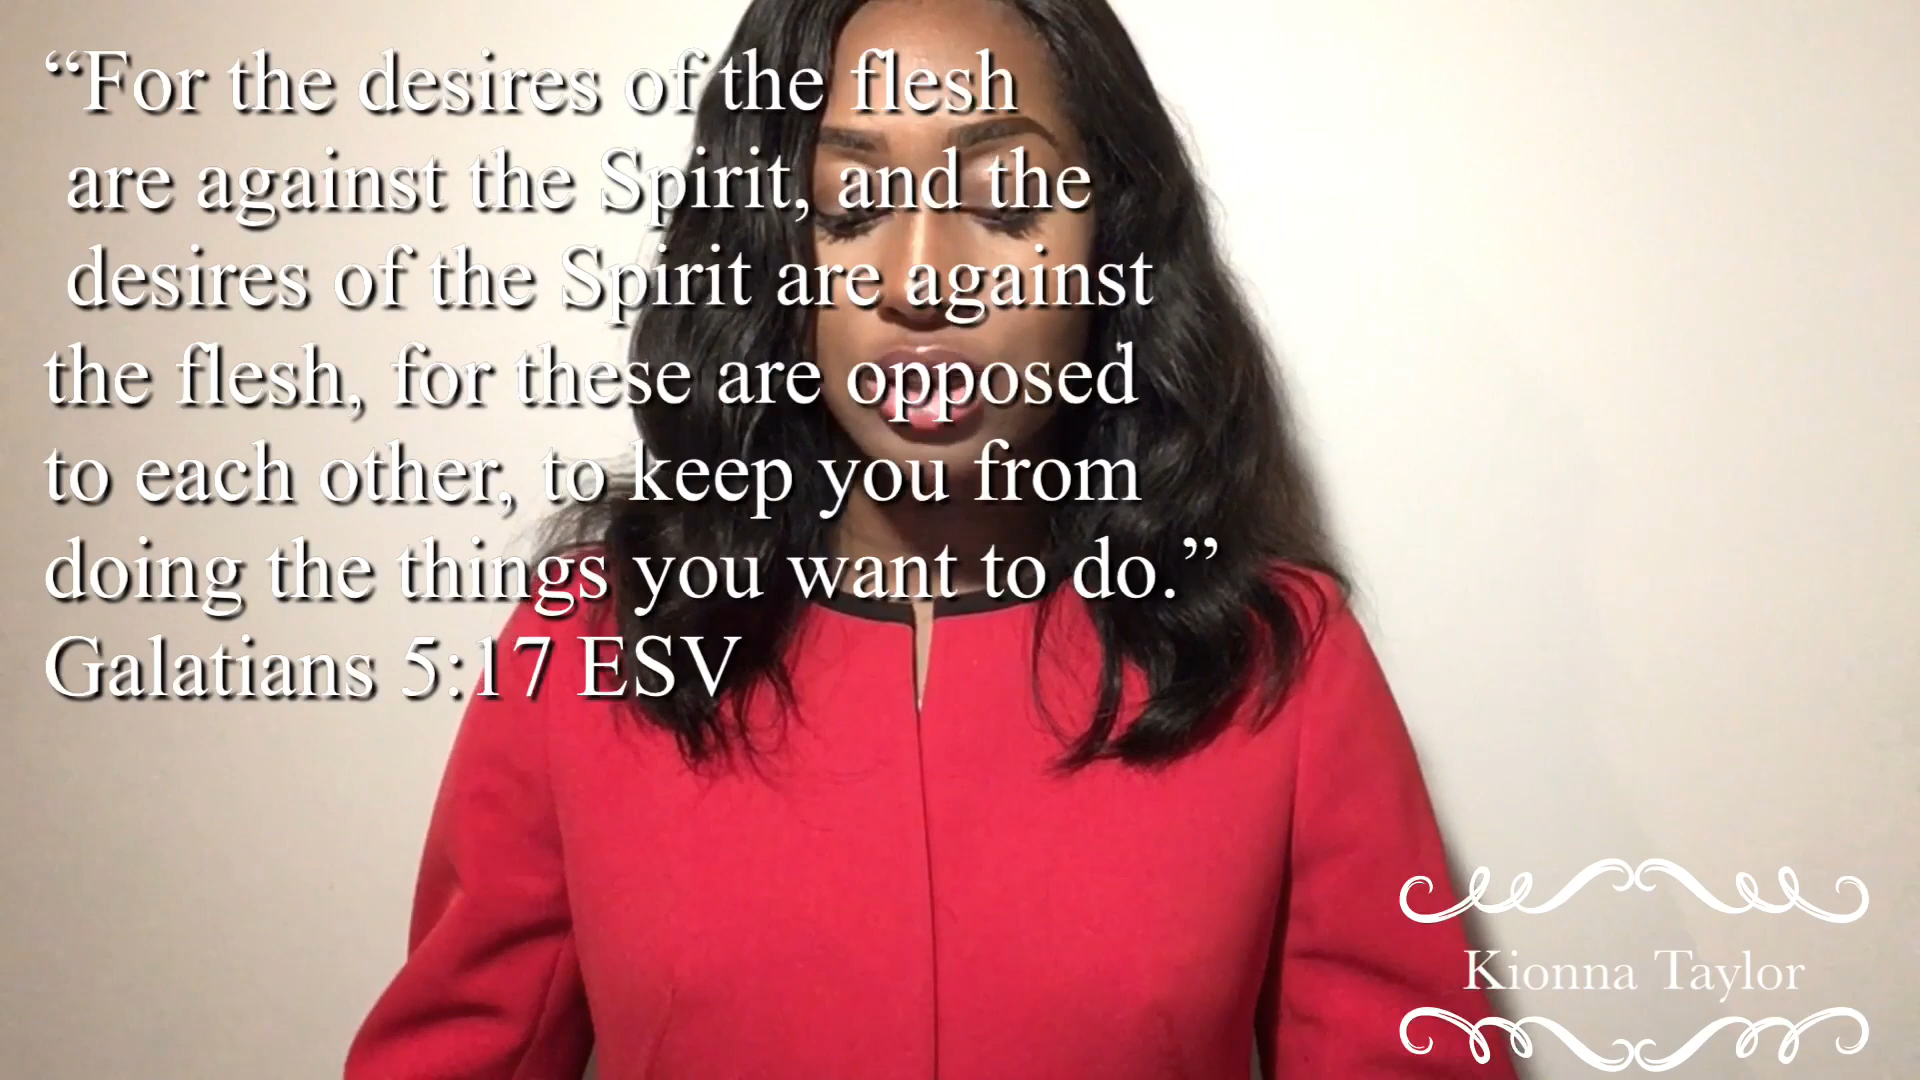 “For the desires of the flesh
are against the Spirit, and the
desires of the Spirit are against
the flesh, for these are opposed
to each other, to keep you from
doing the things you want to do.”
Galatians 5:17 ESV
Kionna Taylor